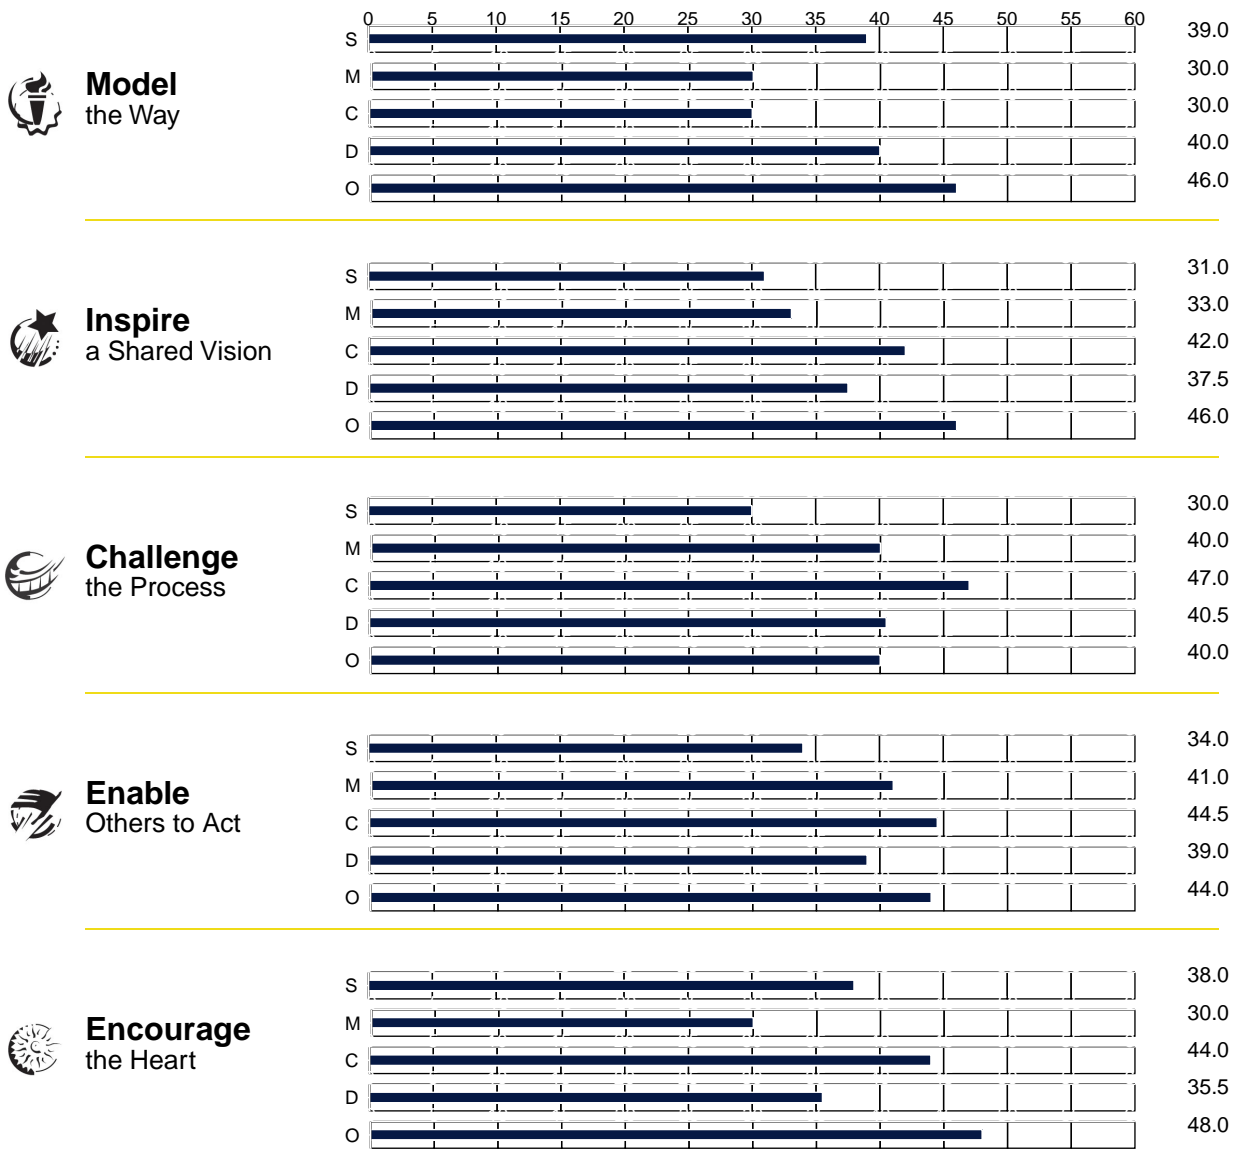 0 5 10 15 20 25 30 35 40 45 50 55 60
S 39.0
M 30.0
Model
the Way
C 30.0
D 40.0
O 46.0
S 31.0
M 33.0
Inspire
a Shared Vision
C 42.0
D 37.5
O 46.0
S 30.0
M 40.0
Challenge
the Process
C 47.0
D 40.5
O 40.0
S 34.0
M 41.0
Enable
Others to Act
C 44.5
D 39.0
O 44.0
S 38.0
M 30.0
Encourage
the Heart
C 44.0
D 35.5
O 48.0